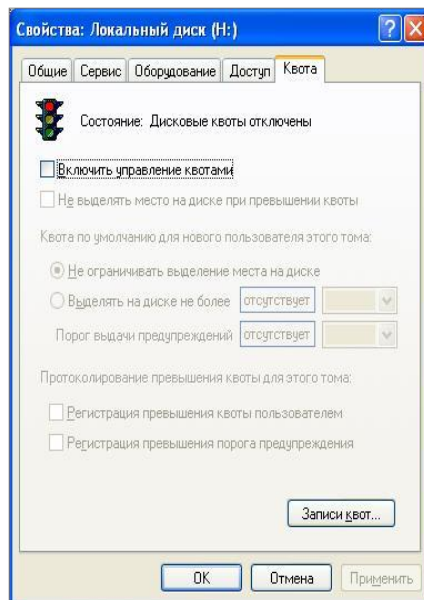 Свойства: Локальный диск (H:)
Общие Сервис Оборудование Доступ Квота
Состояние: Дисковые квоты отключены
Включить управление квотами
Не выделять место на диске при превышении квоты
Квота по умолчанию для нового пользователя этого тома:
Не ограничивать выделение места на диске
Выделять на диске не более отсутствует
Порог выдачи предупреждений отсутствует
Протоколирование превышения квоты для этого тома:
Регистрация превышения квоты пользователем
Регистрация превышения порога предупреждения
Записи квот...
ОК Отмена Применить